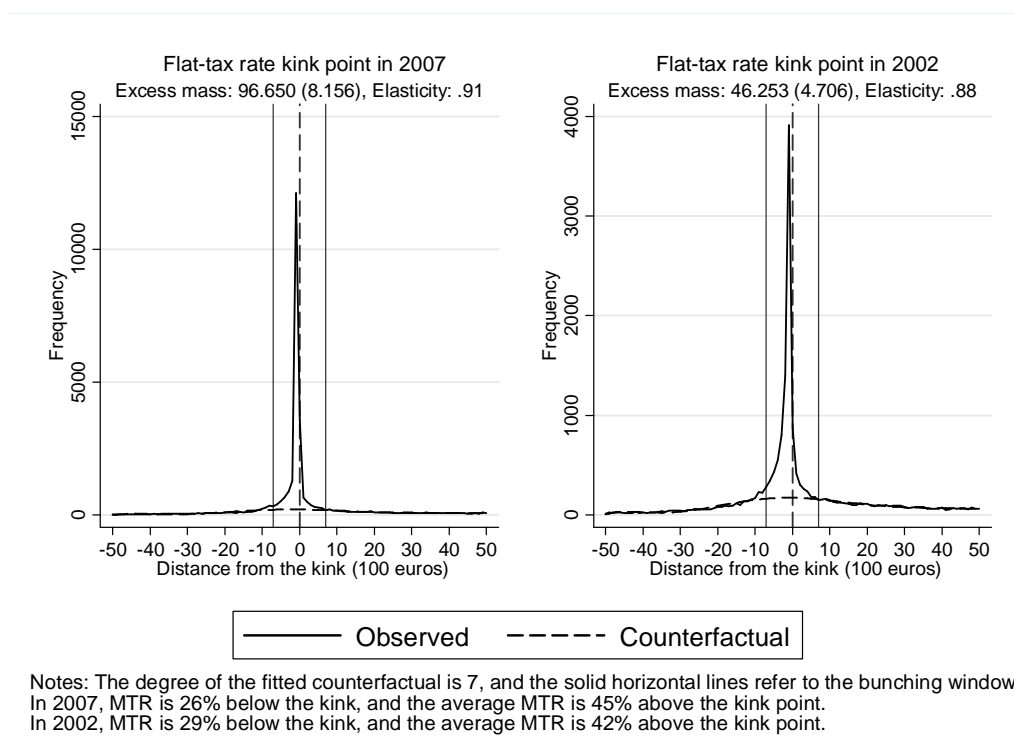 Flat-tax rate kink point in 2007
Excess mass: 96.650 (8.156), Elasticity: .91
Frequency
15000
10000
5000
0
-50 -40 -30 -20 -10 0 10 20 30 40 50
Distance from the kink (100 euros)
Flat-tax rate kink point in 2002
Excess mass: 46.253 (4.706), Elasticity: .88
Frequency
4000
3000
2000
1000
0
-50 -40 -30 -20 -10 0 10 20 30 40 50
Distance from the kink (100 euros)
Observed Counterfactual
Notes: The degree of the fitted counterfactual is 7, and the solid horizontal lines refer to the bunching window
In 2007, MTR is 26% below the kink, and the average MTR is 45% above the kink point.
In 2002, MTR is 29% below the kink, and the average MTR is 42% above the kink point.